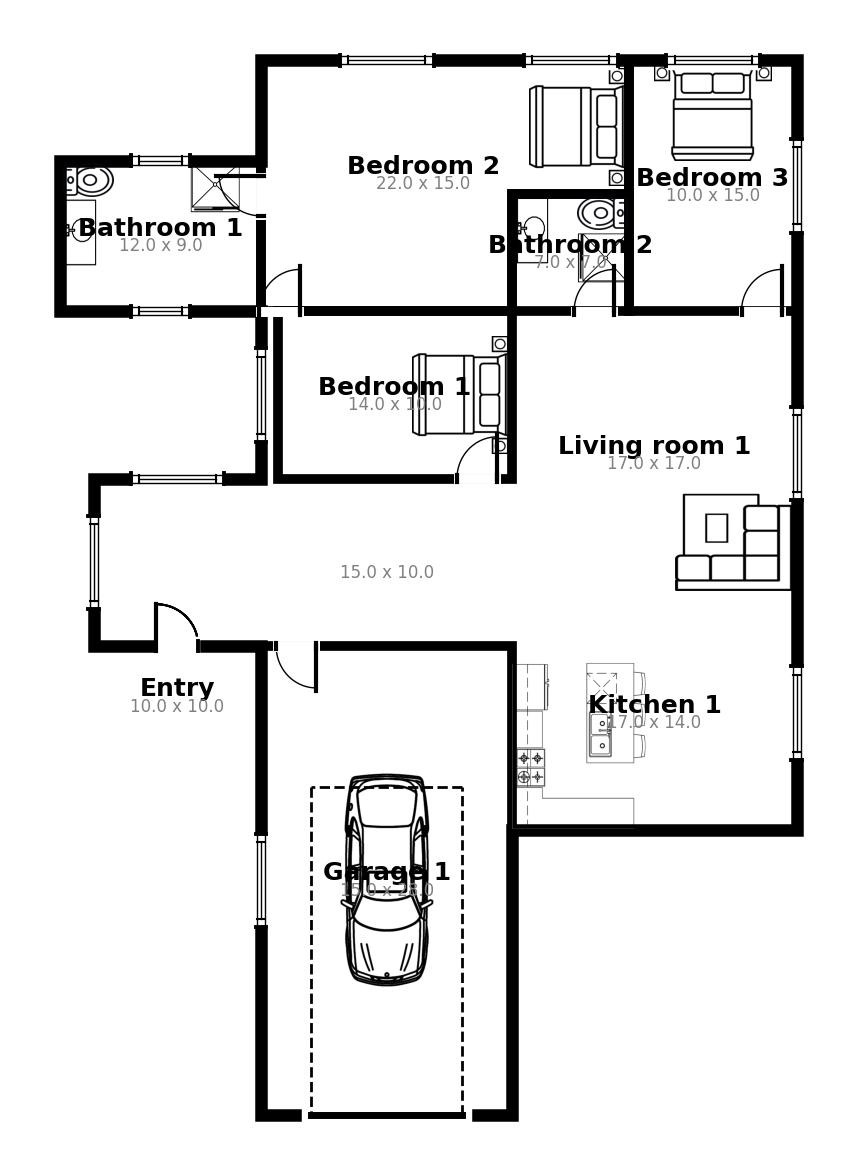 Bedroom 2
22.0 x 15.0
Bedroom 3
10.0 x 15.0
Bathroom 1
12.0 x 9.0
Bathroom 2
7.0 x 7.0
Bedroom 1
14.0 x 10.0
Living room 1
17.0 x 17.0
15.0 x 10.0
Entry
10.0 x 10.0
Kitchen 1
17.0 x 14.0
Garage 1
15.0 x 28.0